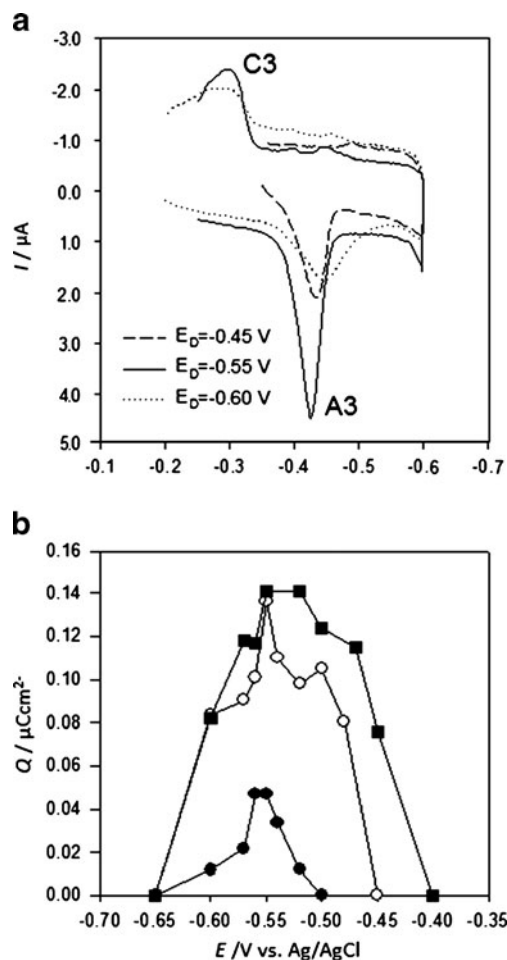 a
-3.0
C3
-2.0
-1.0
0.0
I / µA
1.0
2.0
E_D=-0.45 V
3.0
E_D=-0.55 V
4.0
E_D=-0.60 V
A3
5.0
-0.1 -0.2 -0.3 -0.4 -0.5 -0.6 -0.7
b
0.16
0.14
0.12
0.10
Q / µCcm²⁻
0.08
0.06
0.04
0.02
0.00
-0.70 -0.65 -0.60 -0.55 -0.50 -0.45 -0.40 -0.35
E /V vs. Ag/AgCl